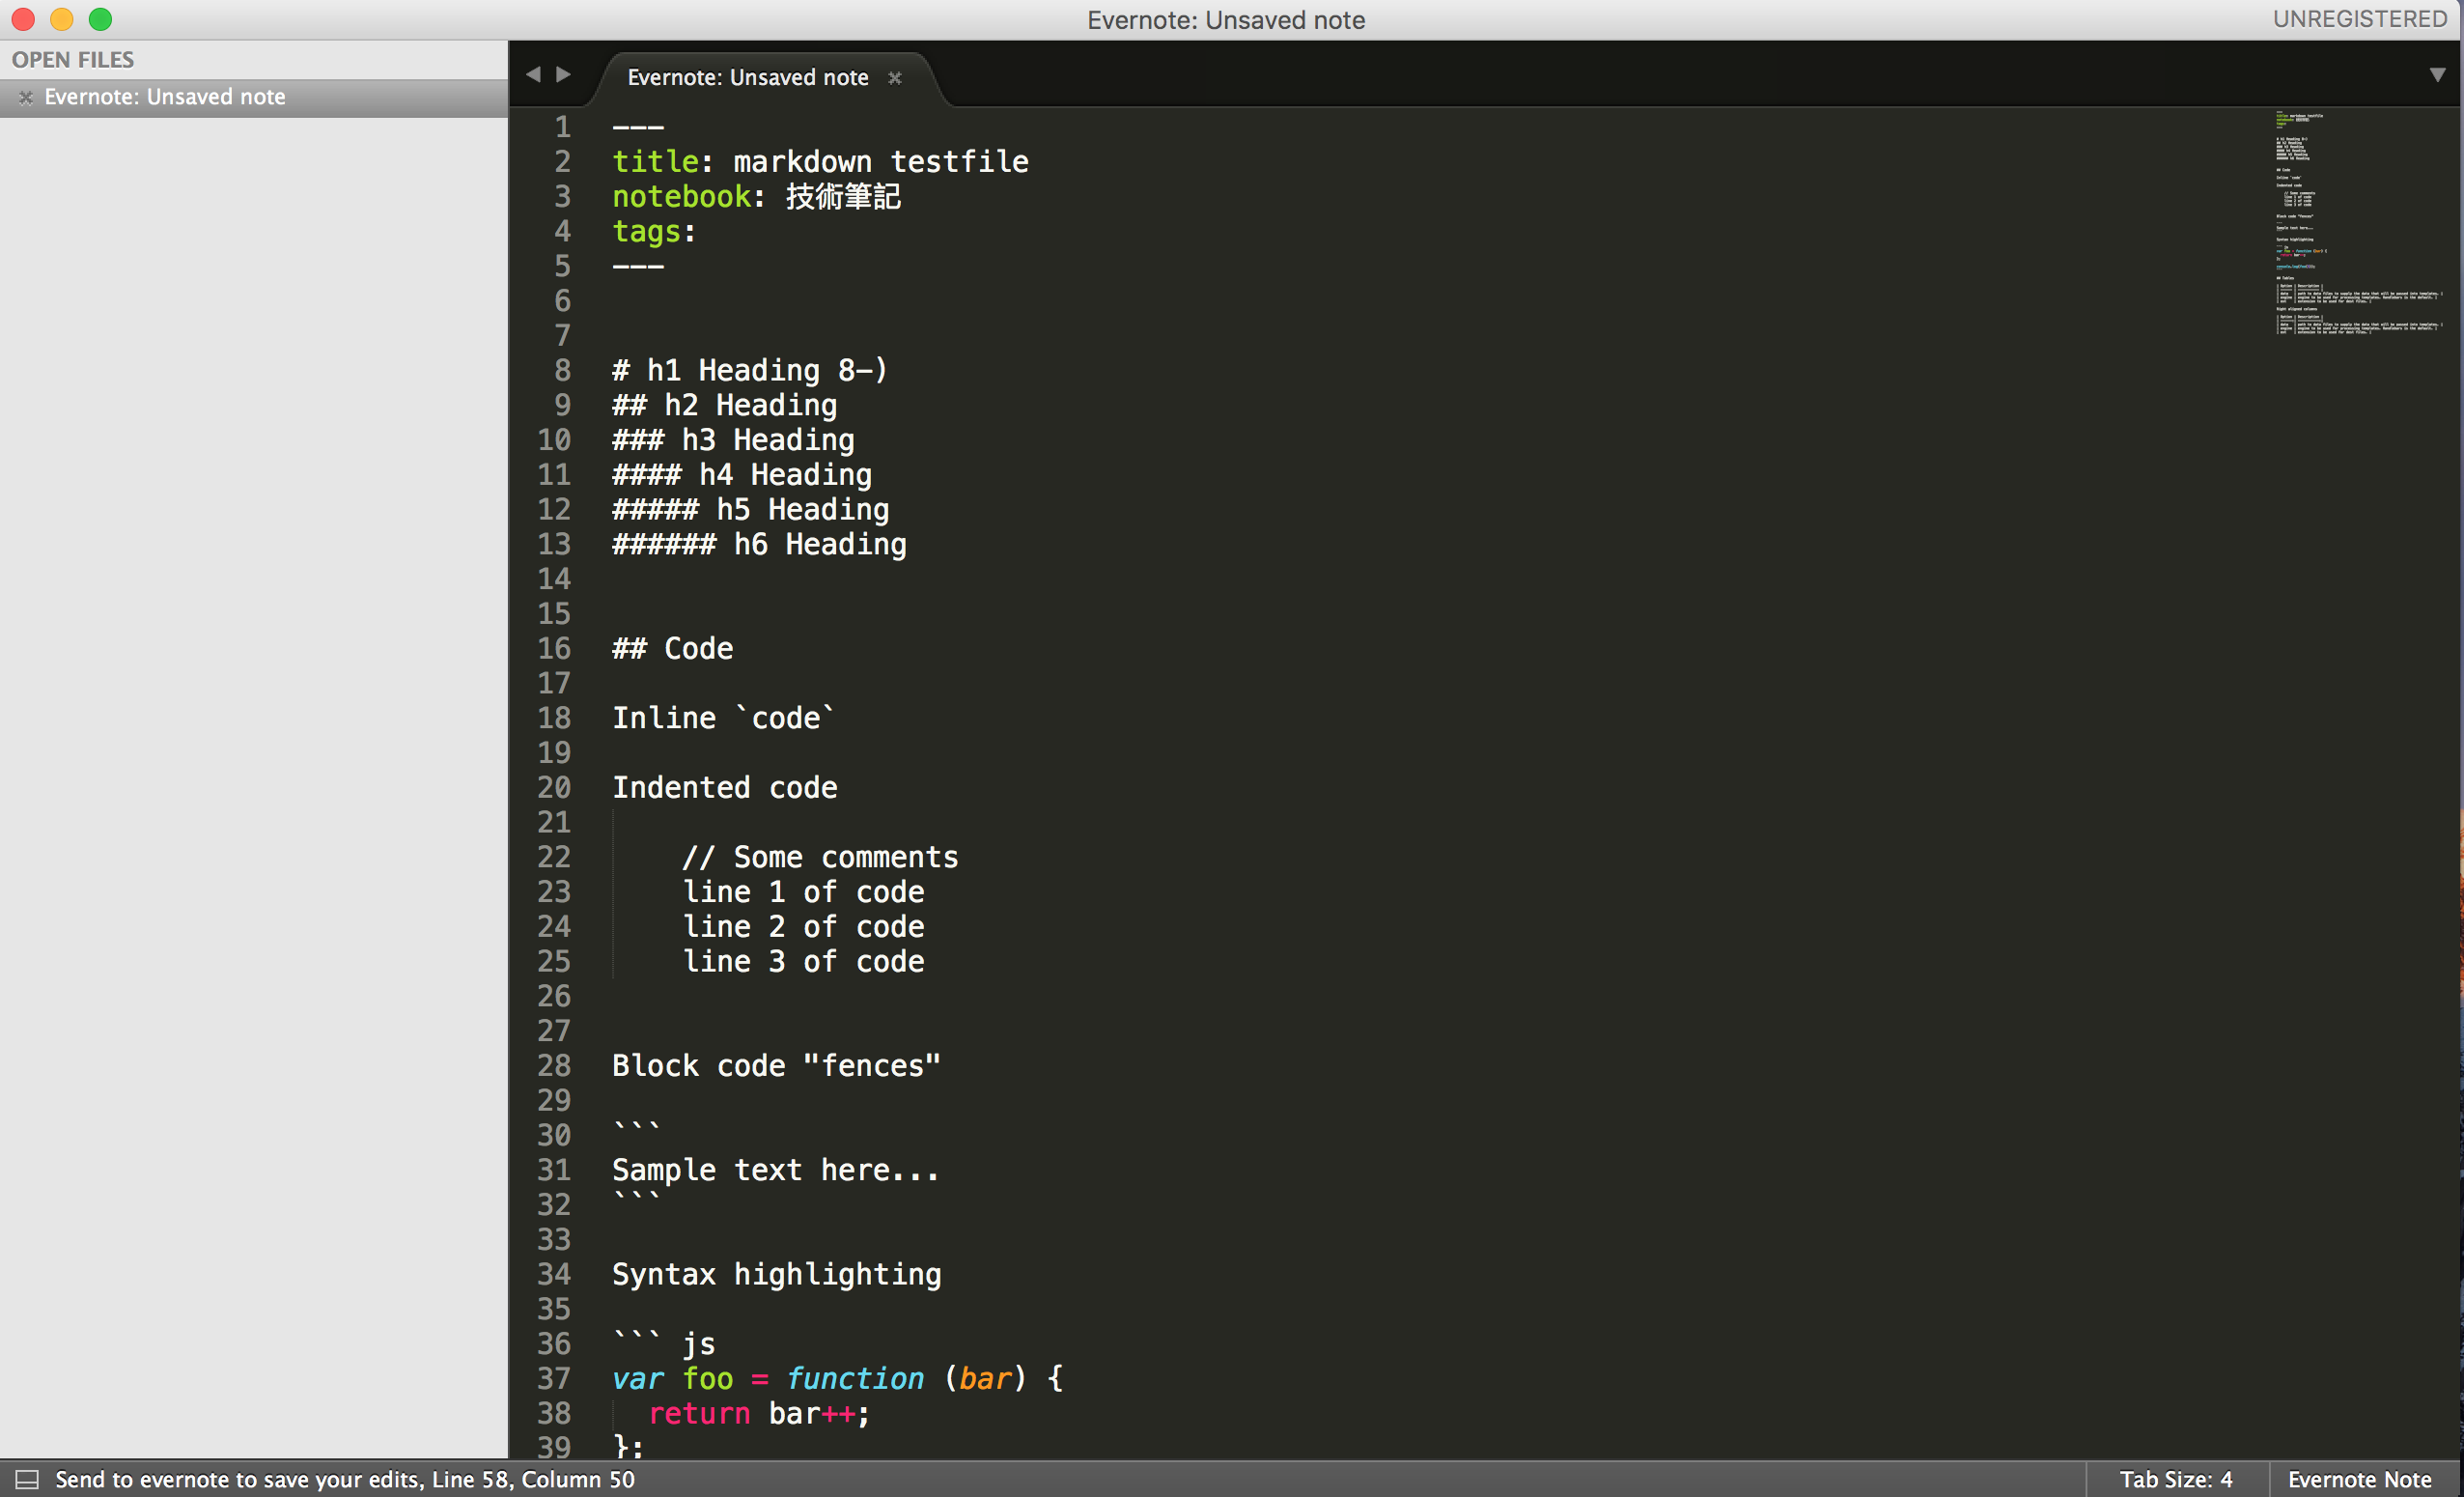 Evernote: Unsaved note
UNREGISTERED
OPEN FILES
Evernote: Unsaved note
Evernote: Unsaved note
1 ---
2 title: markdown testfile
3 notebook: 技術筆記
4 tags:
5 ---
6
7
8 # h1 Heading 8-)
9 ## h2 Heading
10 ### h3 Heading
11 #### h4 Heading
12 ##### h5 Heading
13 ###### h6 Heading
14
15
16 ## Code
17
18 Inline `code`
19
20 Indented code
21
22     // Some comments
23     line 1 of code
24     line 2 of code
25     line 3 of code
26
27
28 Block code "fences"
29
30 ```
31 Sample text here...
32 ```
33
34 Syntax highlighting
35
36 ``` js
37 var foo = function (bar) {
38   return bar++;
39 };
Send to evernote to save your edits, Line 58, Column 50
Tab Size: 4
Evernote Note